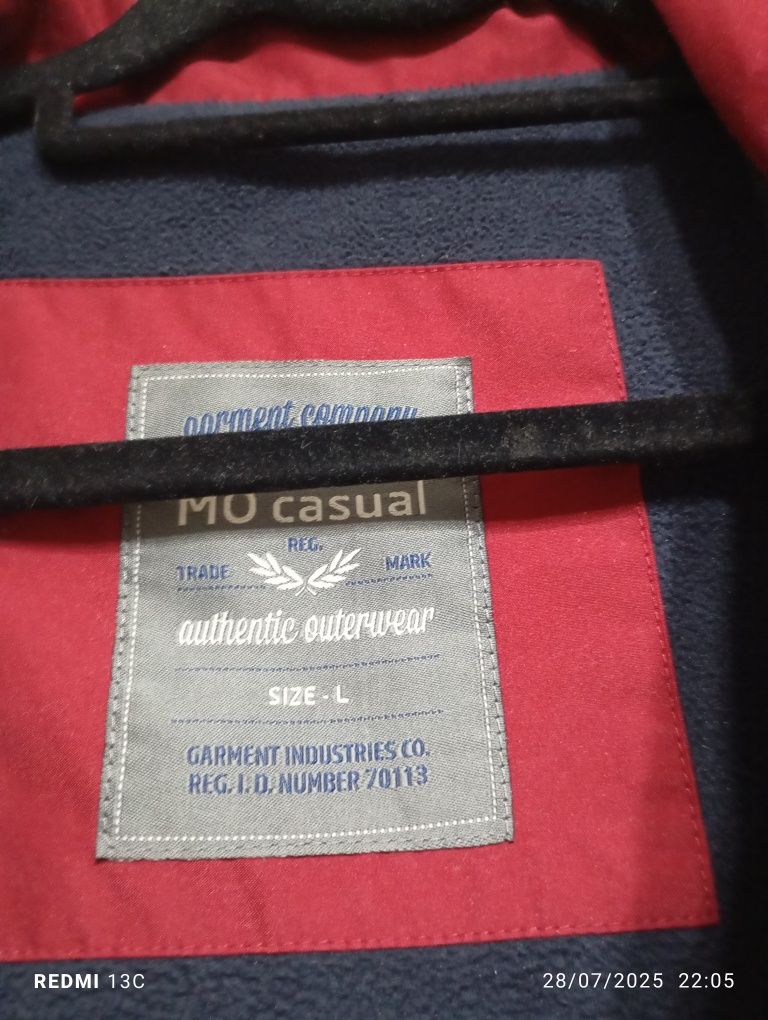 garment company
MO casual
REG.
TRADE MARK
authentic outerwear
SIZE - L
GARMENT INDUSTRIES CO.
REG. I. D. NUMBER 70113
REDMI 13C
28/07/2025 22:05